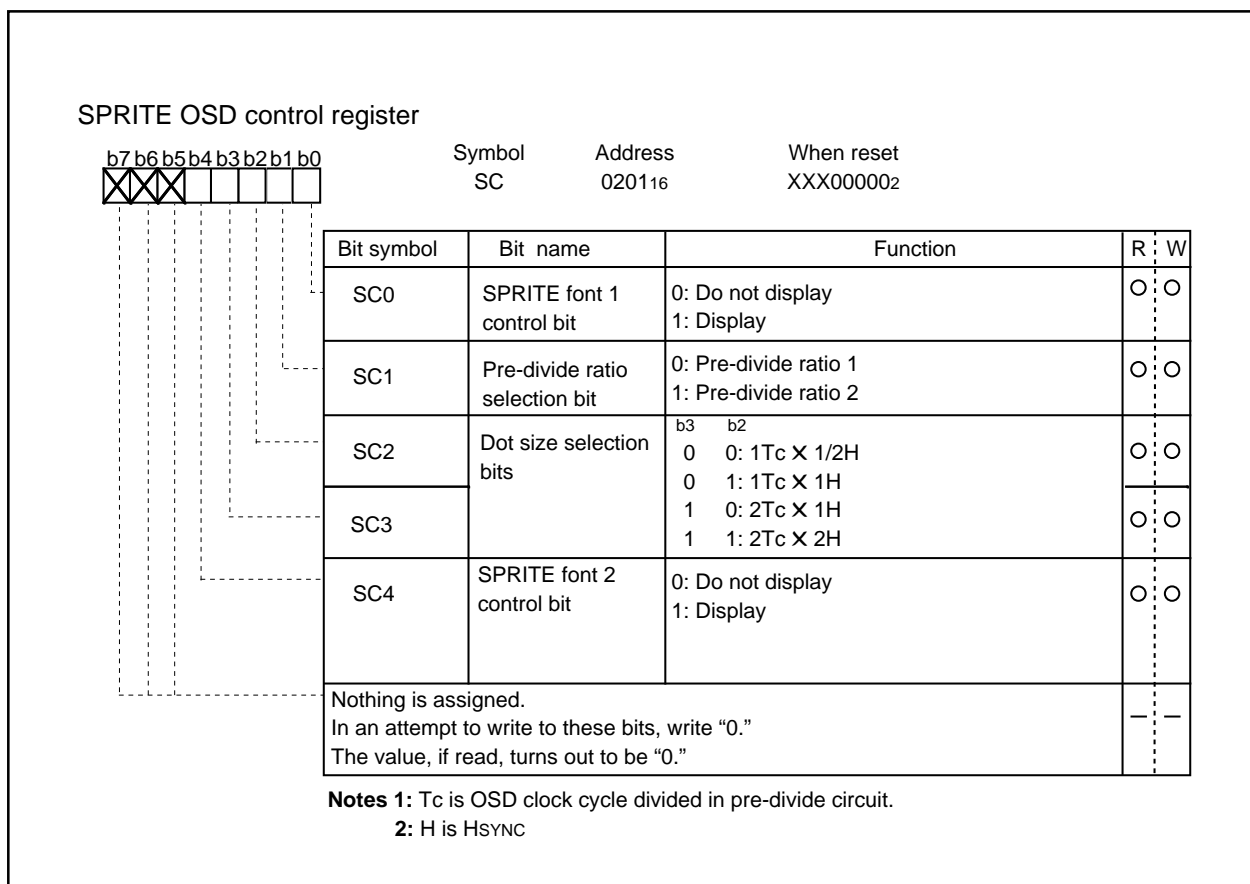 SPRITE OSD control register
b7 b6 b5 b4 b3 b2 b1 b0
Symbol Address When reset
SC 020116 XXX000002
Bit symbol Bit name Function R W
SC0 SPRITE font 1 control bit 0: Do not display
1: Display
SC1 Pre-divide ratio selection bit 0: Pre-divide ratio 1
1: Pre-divide ratio 2
SC2 Dot size selection bits b3 b2
0 0: 1Tc X 1/2H
0 1: 1Tc X 1H
SC3 1 0: 2Tc X 1H
1 1: 2Tc X 2H
SC4 SPRITE font 2 control bit 0: Do not display
1: Display
Nothing is assigned.
In an attempt to write to these bits, write “0.”
The value, if read, turns out to be “0.”
Notes 1: Tc is OSD clock cycle divided in pre-divide circuit.
2: H is HSYNC